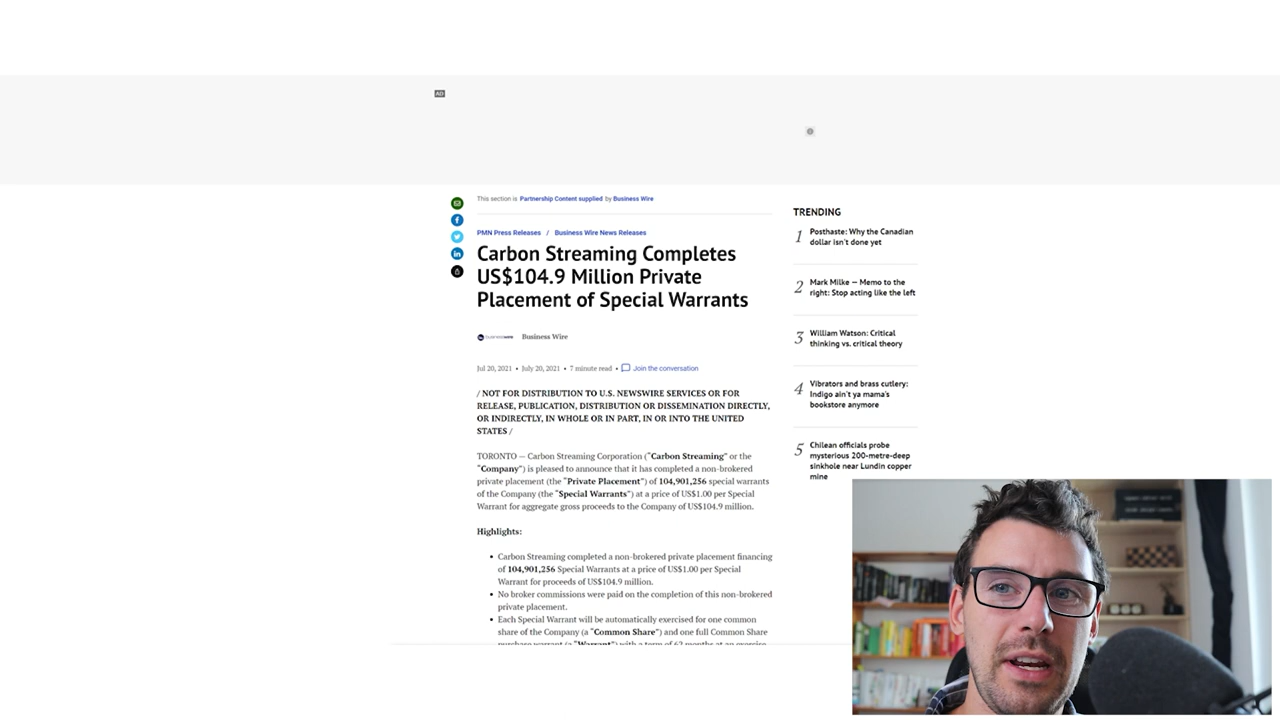 AD
This section is Partnership Content supplied by Business Wire
PMN Press Releases / Business Wire News Releases
Carbon Streaming Completes
US$104.9 Million Private
Placement of Special Warrants
businesswire Business Wire
Jul 20, 2021 • July 20, 2021 • 7 minute read • Join the conversation
/ NOT FOR DISTRIBUTION TO U.S. NEWSWIRE SERVICES OR FOR
RELEASE, PUBLICATION, DISTRIBUTION OR DISSEMINATION DIRECTLY,
OR INDIRECTLY, IN WHOLE OR IN PART, IN OR INTO THE UNITED
STATES /
TORONTO — Carbon Streaming Corporation (“Carbon Streaming” or the
“Company”) is pleased to announce that it has completed a non-brokered
private placement (the “Private Placement”) of 104,901,256 special warrants
of the Company (the “Special Warrants”) at a price of US$1.00 per Special
Warrant for aggregate gross proceeds to the Company of US$104.9 million.
Highlights:
• Carbon Streaming completed a non-brokered private placement financing
of 104,901,256 Special Warrants at a price of US$1.00 per Special
Warrant for proceeds of US$104.9 million.
• No broker commissions were paid on the completion of this non-brokered
private placement.
• Each Special Warrant will be automatically exercised for one common
share of the Company (a “Common Share”) and one full Common Share
purchase warrant (a “Warrant”) with a term of 62 months at an exercise
TRENDING
1 Posthaste: Why the Canadian
dollar isn't done yet
2 Mark Milke — Memo to the
right: Stop acting like the left
3 William Watson: Critical
thinking vs. critical theory
4 Vibrators and brass cutlery:
Indigo ain't ya mama's
bookstore anymore
5 Chilean officials probe
mysterious 200-metre-deep
sinkhole near Lundin copper
mine